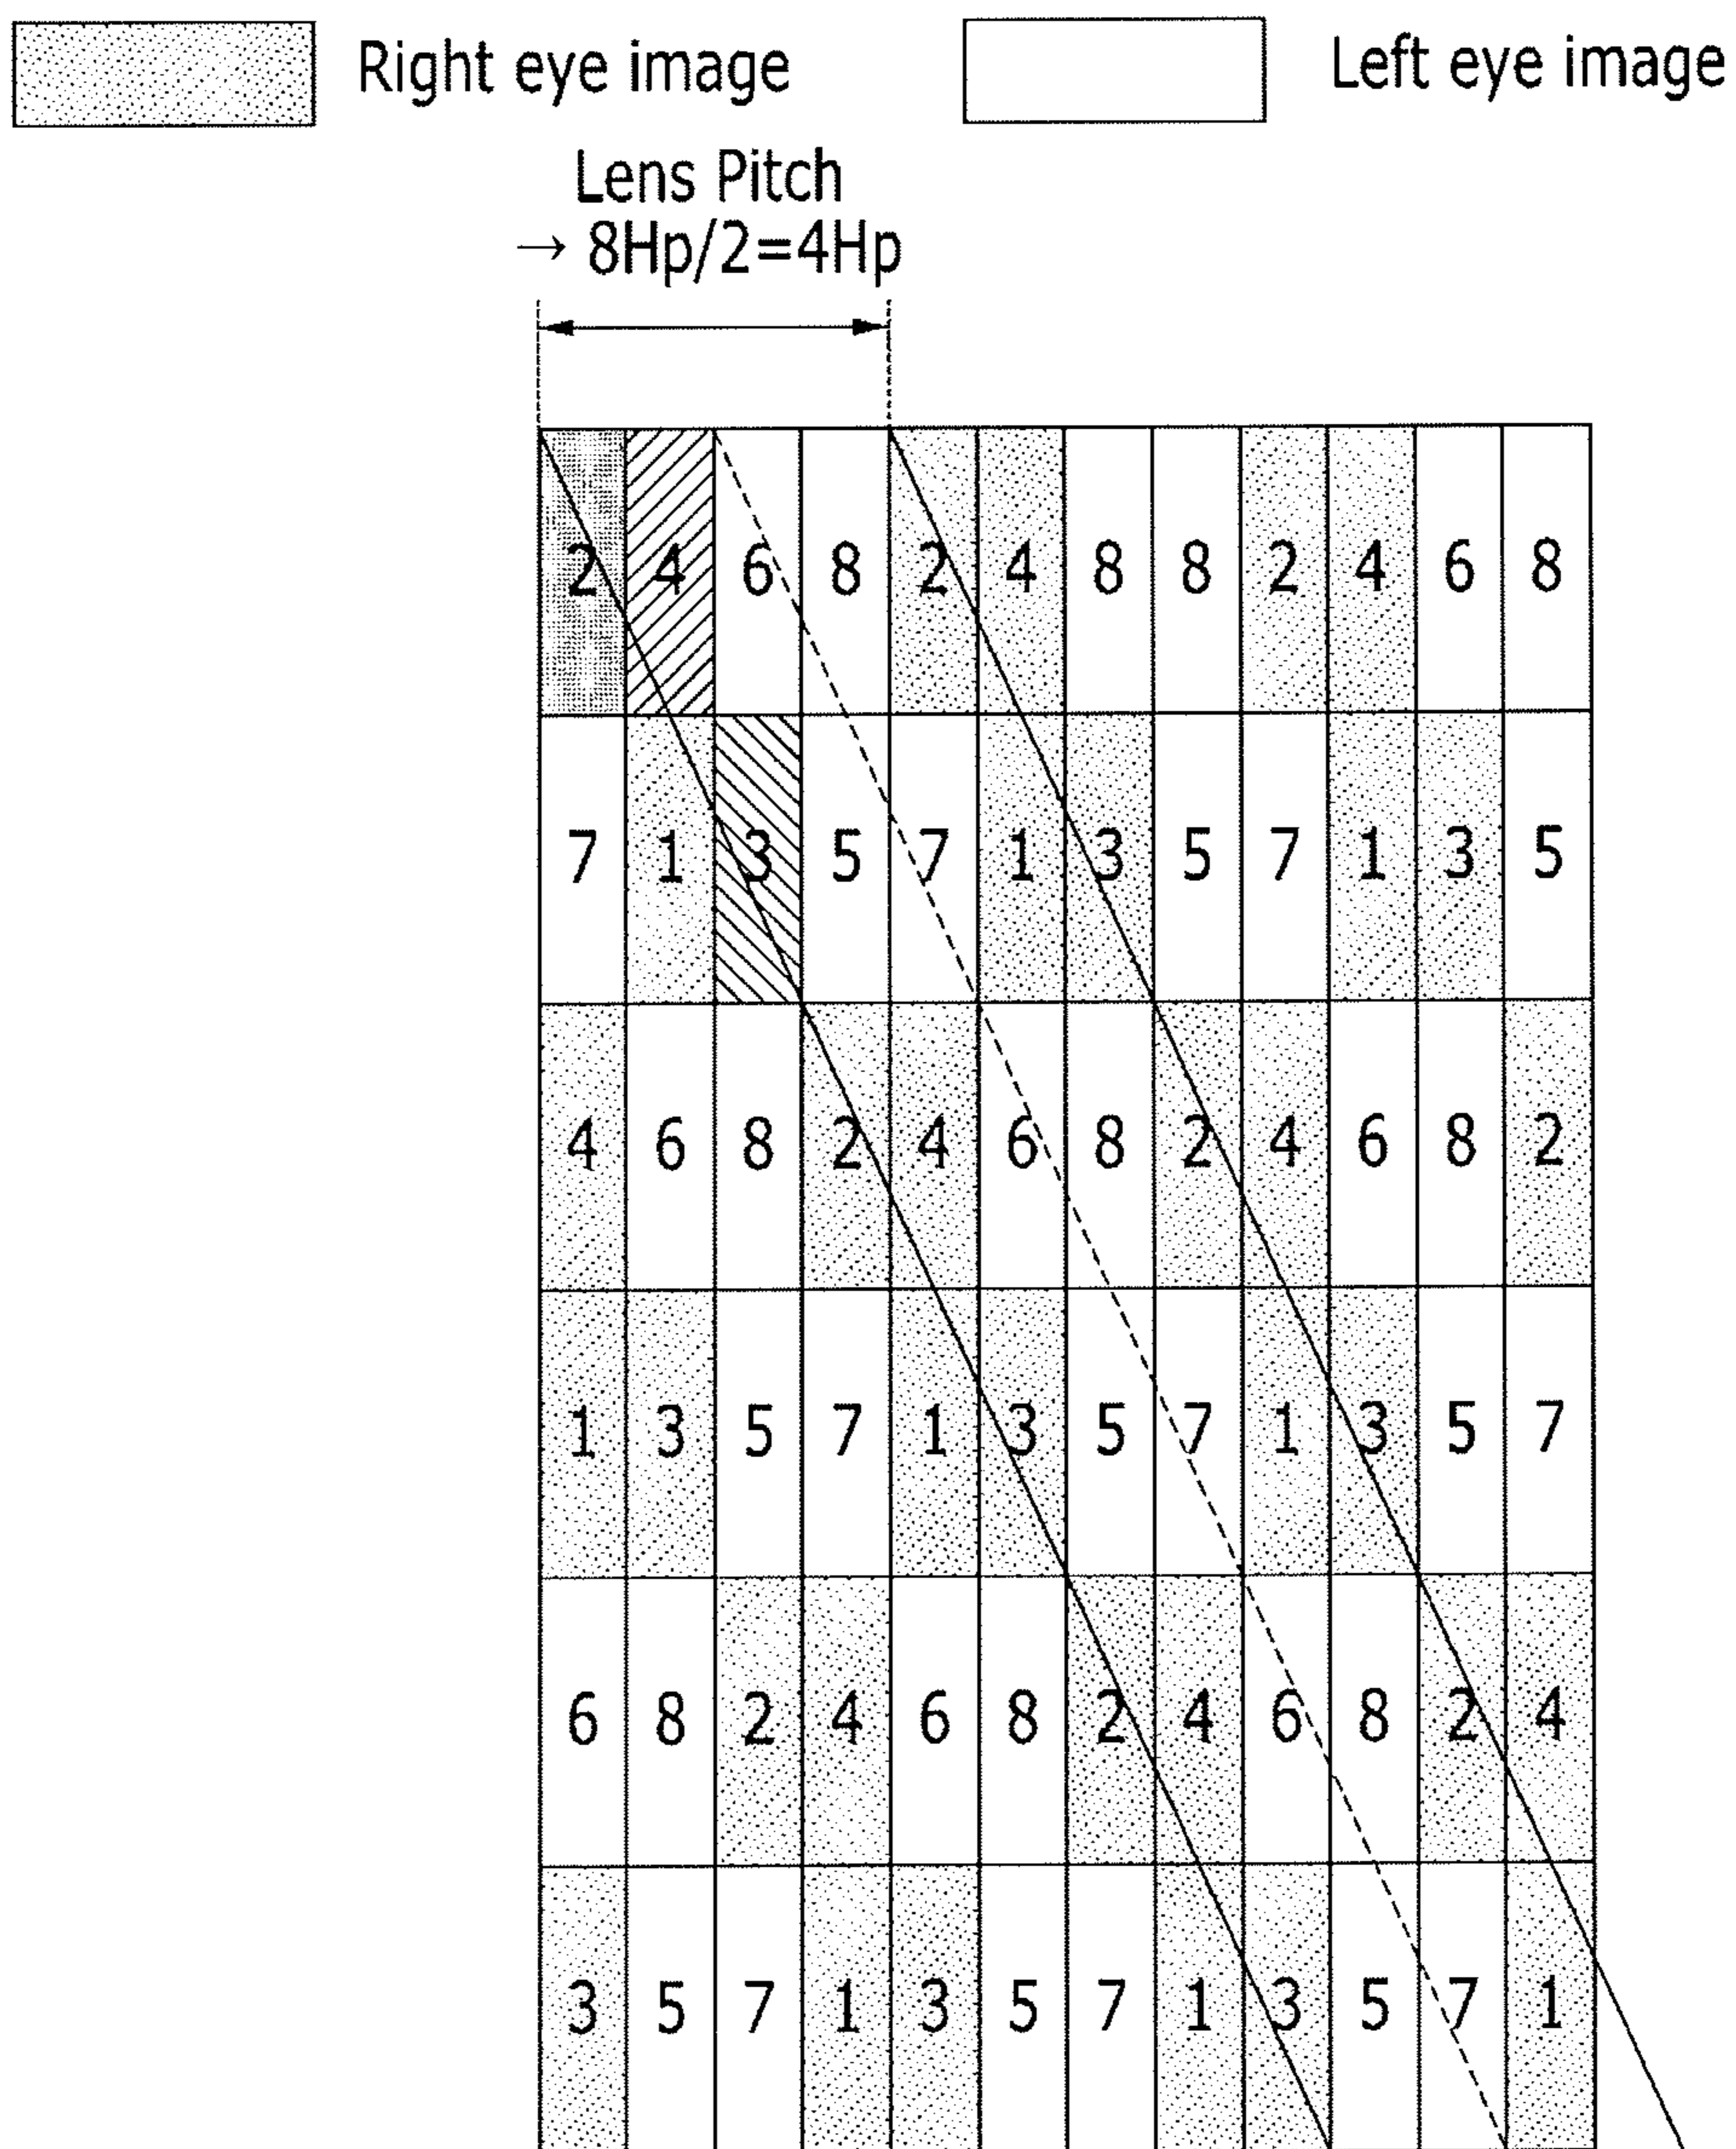 Right eye image
Left eye image
Lens Pitch
→ 8Hp/2=4Hp
2 4 6 8 2 4 8 8 2 4 6 8
7 1 3 5 7 1 3 5 7 1 3 5
4 6 8 2 4 6 8 2 4 6 8 2
1 3 5 7 1 3 5 7 1 3 5 7
6 8 2 4 6 8 2 4 6 8 2 4
3 5 7 1 3 5 7 1 3 5 7 1